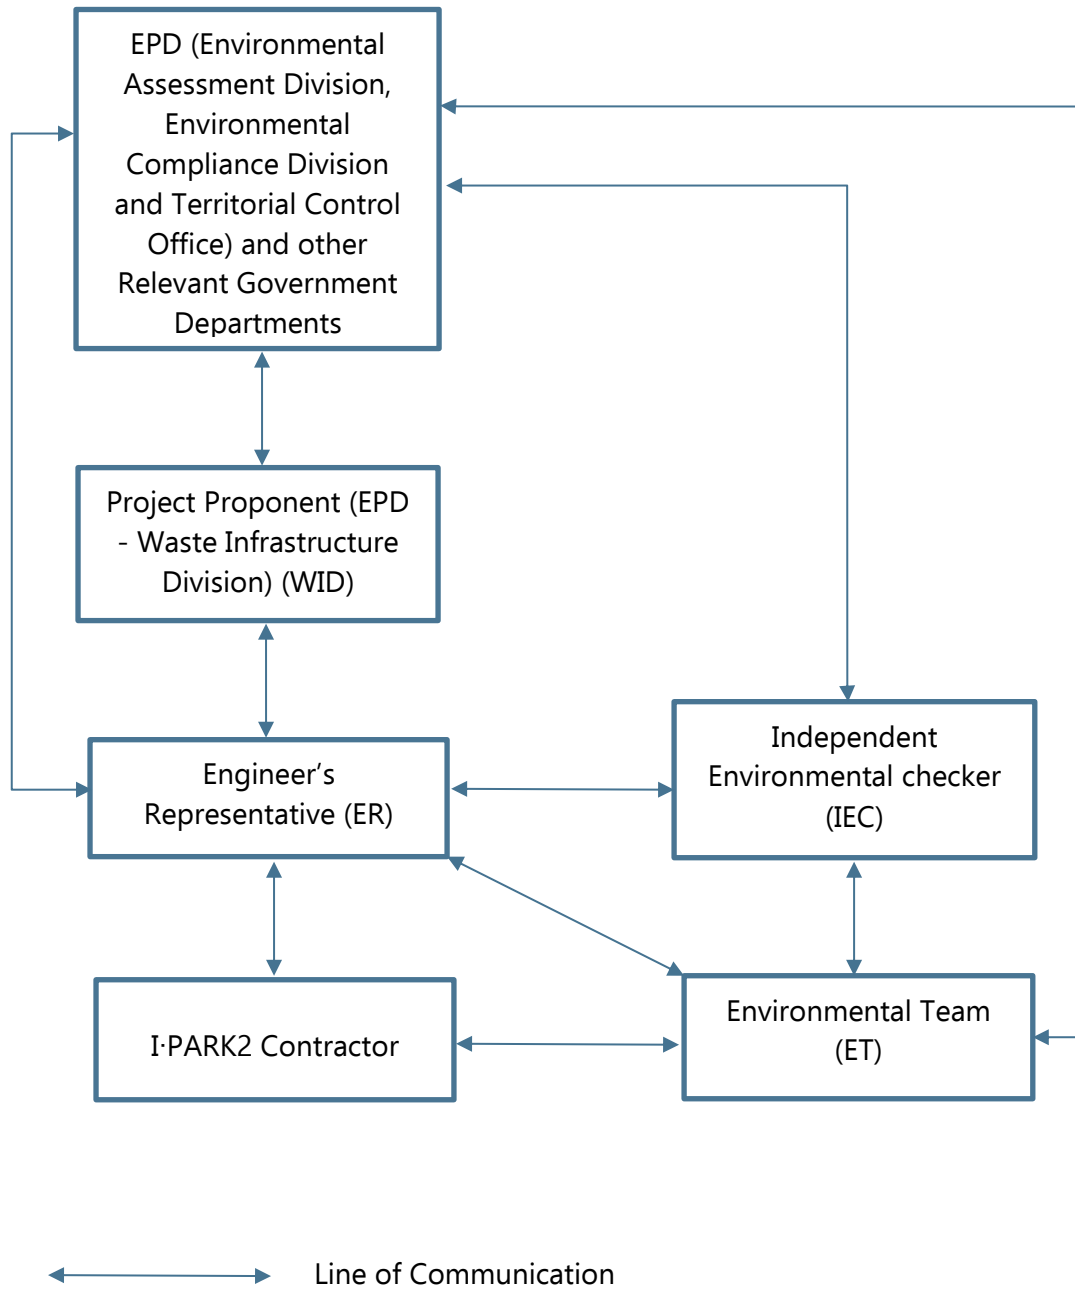 EPD (Environmental
Assessment Division,
Environmental
Compliance Division
and Territorial Control
Office) and other
Relevant Government
Departments
Project Proponent (EPD
- Waste Infrastructure
Division) (WID)
Engineer’s
Representative (ER)
Independent
Environmental checker
(IEC)
I·PARK2 Contractor
Environmental Team
(ET)
Line of Communication